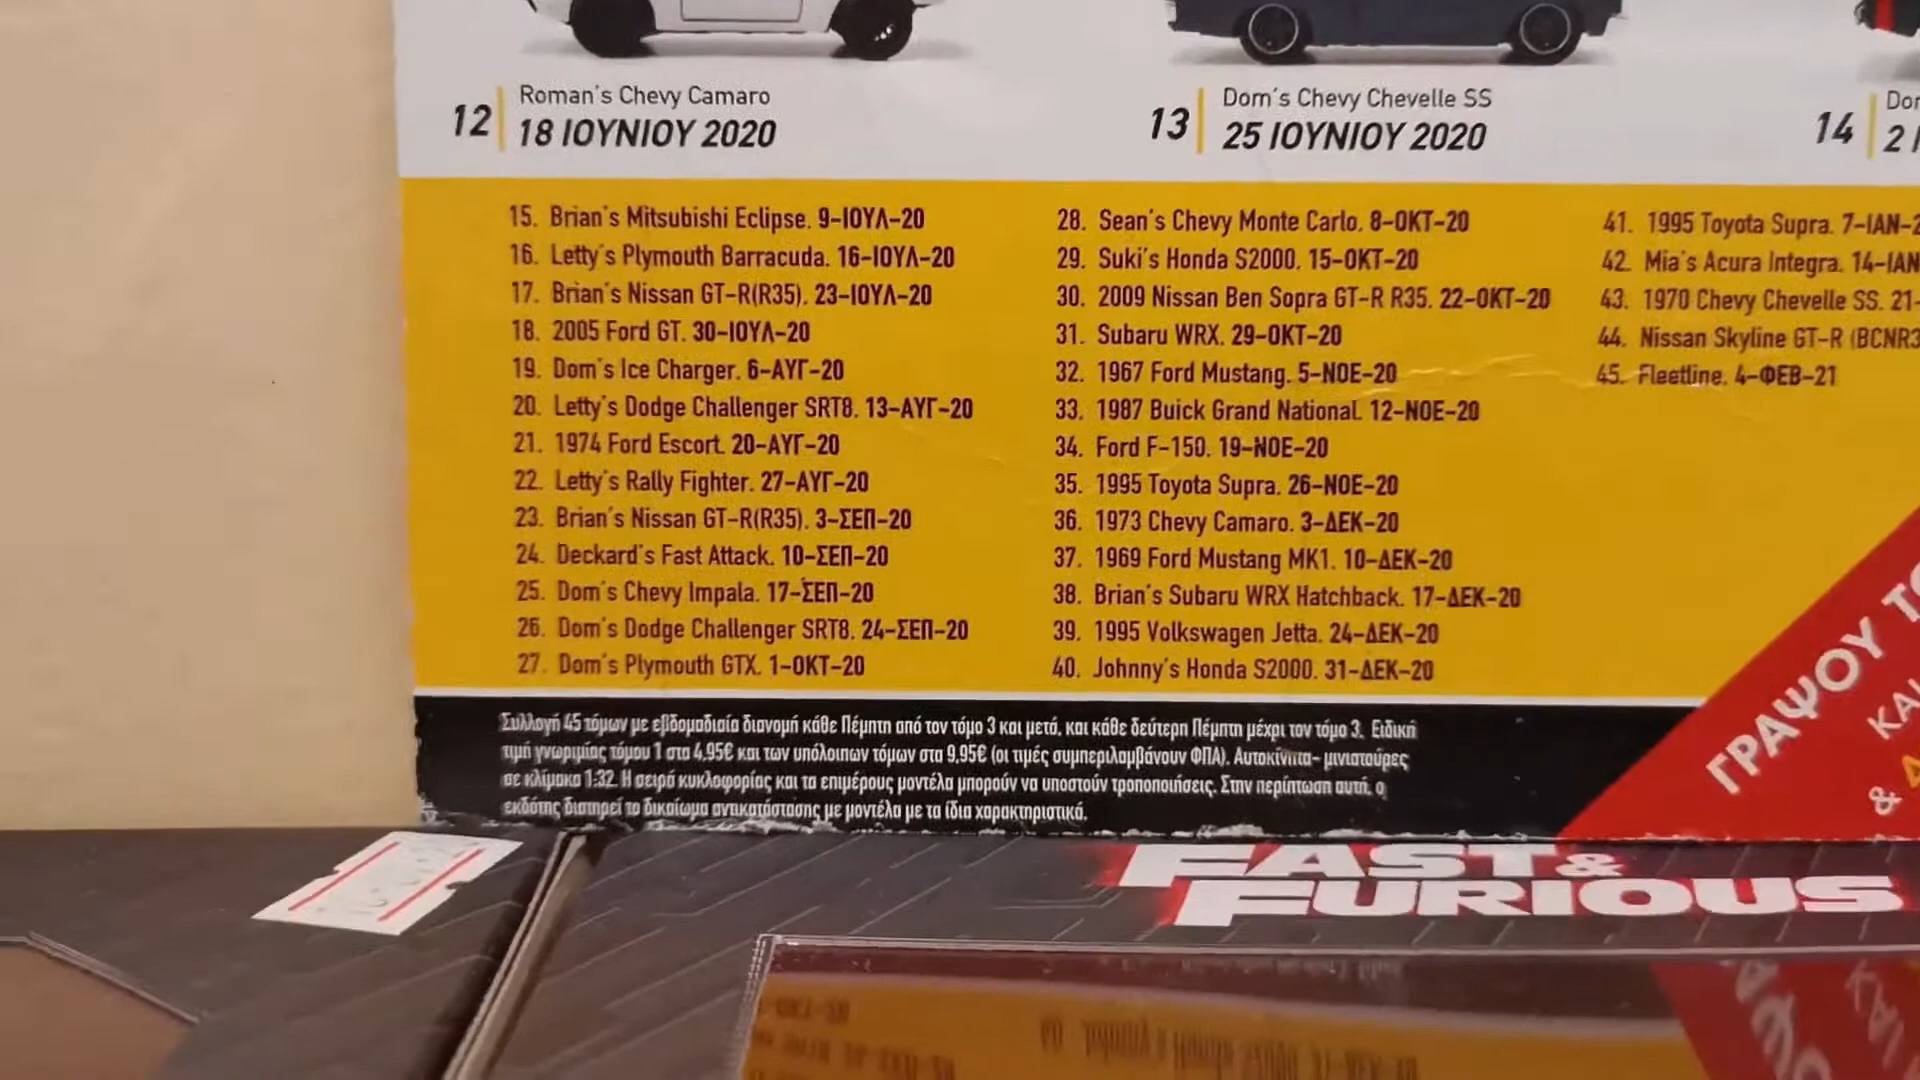 12
Roman's Chevy Camaro
18 ΙΟΥΝΙΟΥ 2020
13
Dom's Chevy Chevelle SS
25 ΙΟΥΝΙΟΥ 2020
14
2
15. Brian's Mitsubishi Eclipse. 9-ΙΟΥΛ-20
16. Letty's Plymouth Barracuda. 16-ΙΟΥΛ-20
17. Brian's Nissan GT-R(R35). 23-ΙΟΥΛ-20
18. 2005 Ford GT. 30-ΙΟΥΛ-20
19. Dom's Ice Charger. 6-ΑΥΓ-20
20. Letty's Dodge Challenger SRT8. 13-ΑΥΓ-20
21. 1974 Ford Escort. 20-ΑΥΓ-20
22. Letty's Rally Fighter. 27-ΑΥΓ-20
23. Brian's Nissan GT-R(R35). 3-ΣΕΠ-20
24. Deckard's Fast Attack. 10-ΣΕΠ-20
25. Dom's Chevy Impala. 17-ΣΕΠ-20
26. Dom's Dodge Challenger SRT8. 24-ΣΕΠ-20
27. Dom's Plymouth GTX. 1-ΟΚΤ-20
28. Sean's Chevy Monte Carlo. 8-ΟΚΤ-20
29. Suki's Honda S2000. 15-ΟΚΤ-20
30. 2009 Nissan Ben Sopra GT-R R35. 22-ΟΚΤ-20
31. Subaru WRX. 29-ΟΚΤ-20
32. 1967 Ford Mustang. 5-ΝΟΕ-20
33. 1987 Buick Grand National. 12-ΝΟΕ-20
34. Ford F-150. 19-ΝΟΕ-20
35. 1995 Toyota Supra. 26-ΝΟΕ-20
36. 1973 Chevy Camaro. 3-ΔΕΚ-20
37. 1969 Ford Mustang MK1. 10-ΔΕΚ-20
38. Brian's Subaru WRX Hatchback. 17-ΔΕΚ-20
39. 1995 Volkswagen Jetta. 24-ΔΕΚ-20
40. Johnny's Honda S2000. 31-ΔΕΚ-20
41. 1995 Toyota Supra. 7-ΙΑΝ-2
42. Mia's Acura Integra. 14-ΙΑΝ
43. 1970 Chevy Chevelle SS. 21-
44. Nissan Skyline GT-R (BCNR3
45. Fleetline. 4-ΦΕΒ-21
Συλλογή 45 τόμων με εβδομαδιαία διανομή κάθε Πέμπτη από τον τόμο 3 και μετά, και κάθε δεύτερη Πέμπτη μέχρι τον τόμο 3. Ειδική
τιμή γνωριμίας τόμου 1 στα 4,95€ και των υπόλοιπων τόμων στα 9,95€ (οι τιμές συμπεριλαμβάνουν ΦΠΑ). Αυτοκίνητα- μινιατούρες
σε κλίμακα 1:32. Η σειρά κυκλοφορίας και τα επιμέρους μοντέλα μπορούν να υποστούν τροποποιήσεις. Στην περίπτωση αυτή, ο
εκδότης διατηρεί το δικαίωμα αντικατάστασης με μοντέλα με τα ίδια χαρακτηριστικά.
ΓΡΑΨΟΥ ΤΩ
ΚΑΙ
&
FAST &
FURIOUS